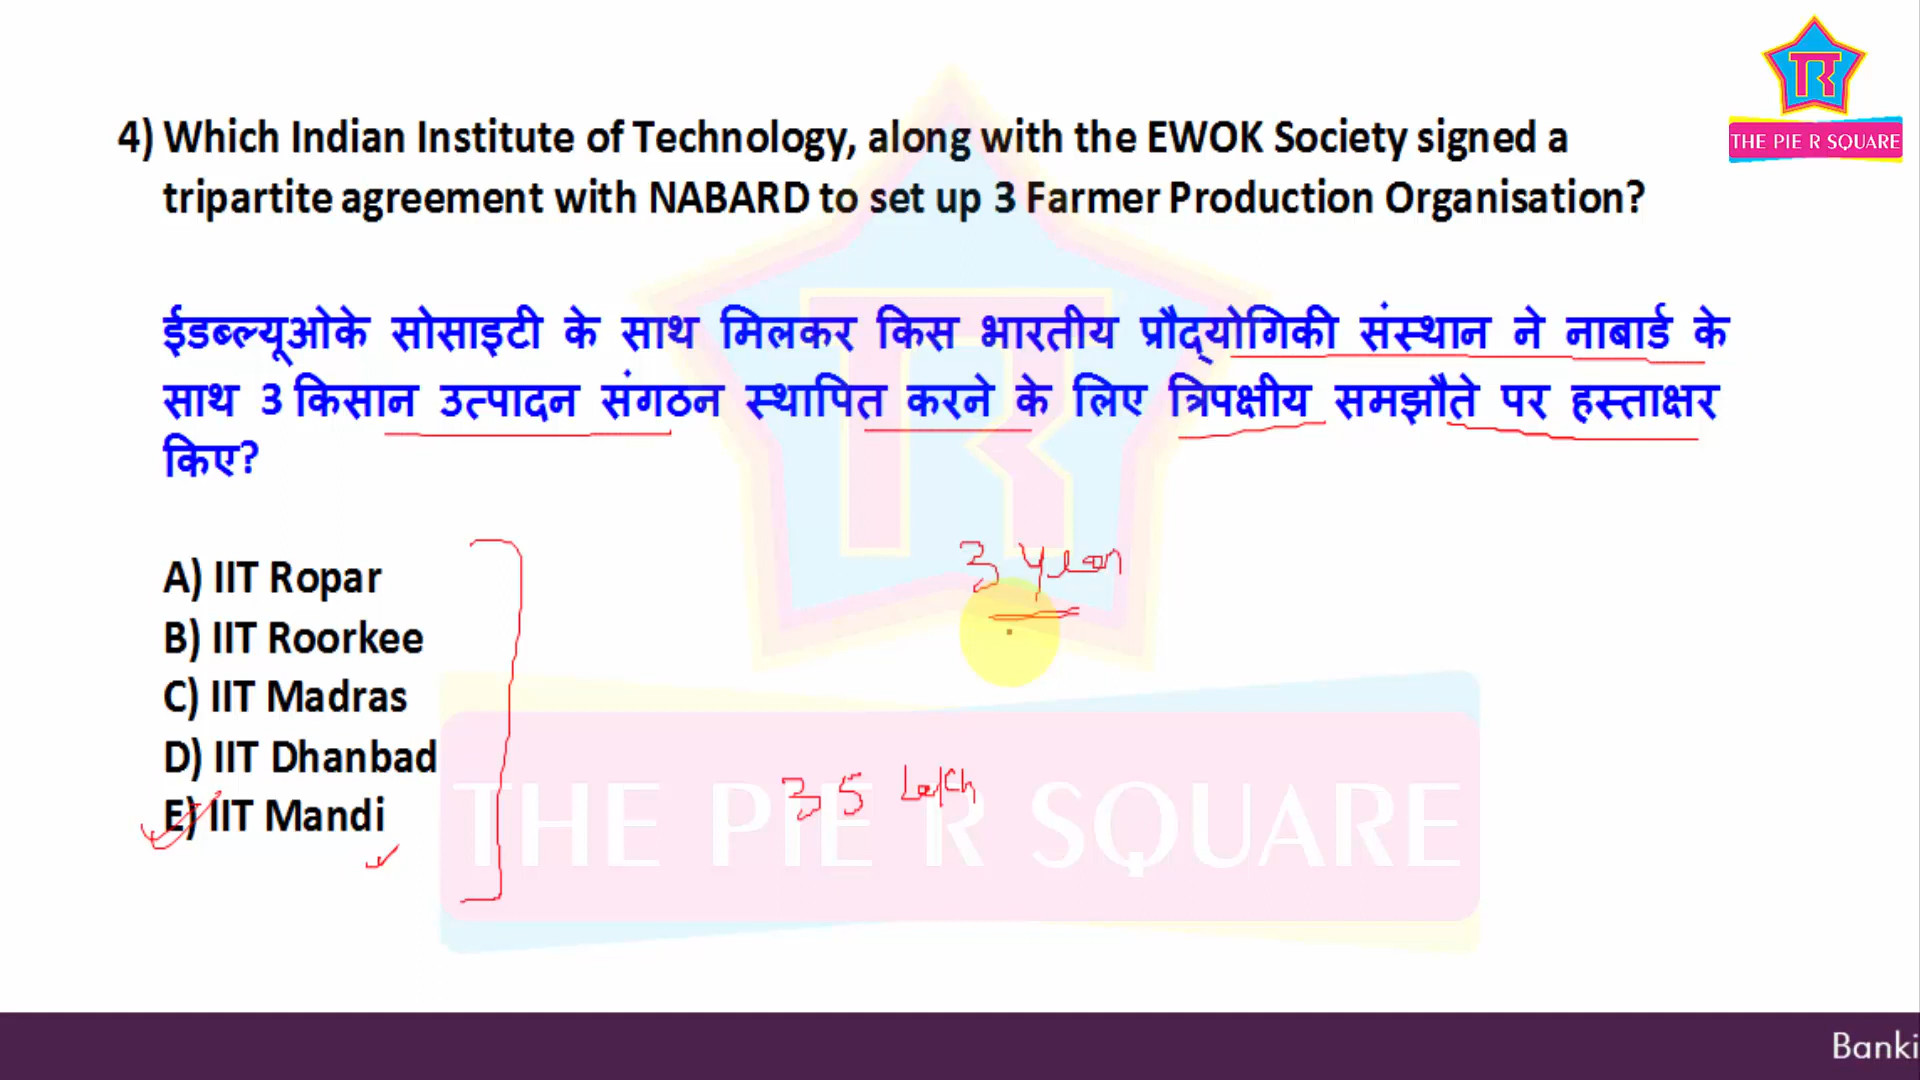 THE PIE R SQUARE
4) Which Indian Institute of Technology, along with the EWOK Society signed a
tripartite agreement with NABARD to set up 3 Farmer Production Organisation?
ईडब्ल्यूओके सोसाइटी के साथ मिलकर किस भारतीय प्रौद्योगिकी संस्थान ने नाबार्ड के
साथ 3 किसान उत्पादन संगठन स्थापित करने के लिए त्रिपक्षीय समझौते पर हस्ताक्षर
किए?
A) IIT Ropar
3 year
B) IIT Roorkee
C) IIT Madras
D) IIT Dhanbad
35 lakh
E) IIT Mandi
THE PIE R SQUARE
Banki